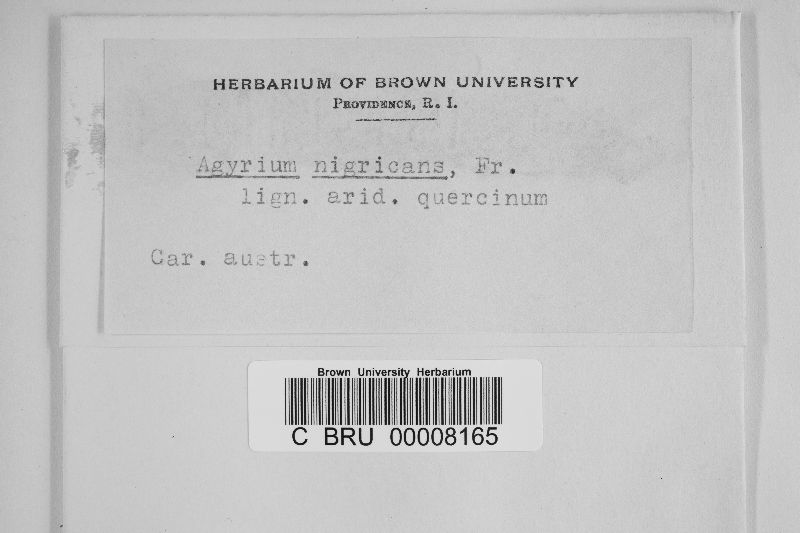 HERBARIUM OF BROWN UNIVERSITY
PROVIDENCE, R. I.
Agyrium nigricans, Fr.
lign. arid. quercinum
Car. austr.
Brown University Herbarium
C BRU 00008165